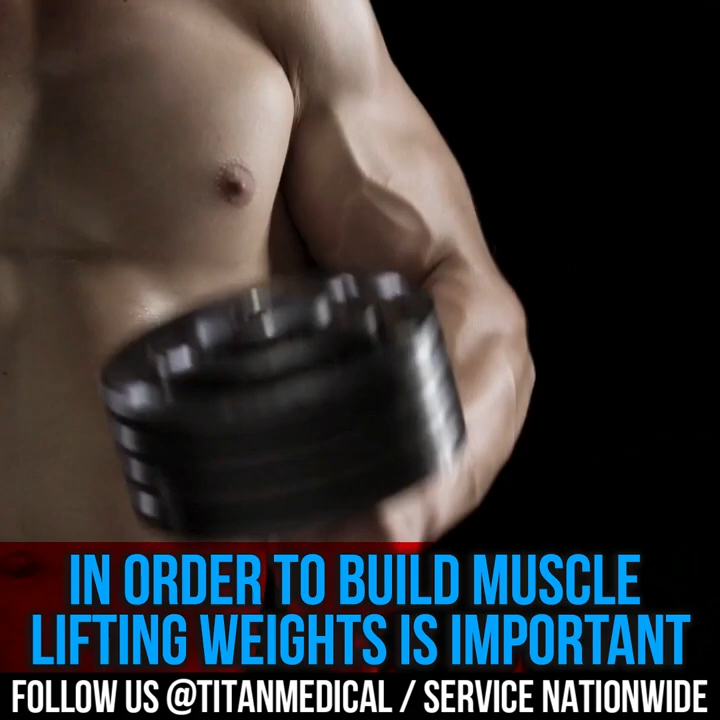 IN ORDER TO BUILD MUSCLE
LIFTING WEIGHTS IS IMPORTANT
FOLLOW US @TITANMEDICAL / SERVICE NATIONWIDE